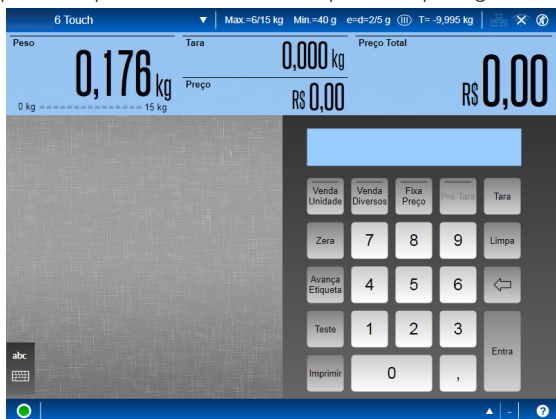 6 Touch
Max.=6/15 kg Min.=40 g e=d=2/5 g III T= -9,995 kg
Peso
0,176 kg
0 kg 15 kg
Tara
0,000 kg
Preço
R$ 0,00
Preço Total
R$ 0,00
Venda Unidade
Venda Diversos
Fixa Preço
Pré-Tara
Tara
Zera
7
8
9
Limpa
Avança Etiqueta
4
5
6
Teste
1
2
3
Entra
Imprimir
0
,
abc
- ?